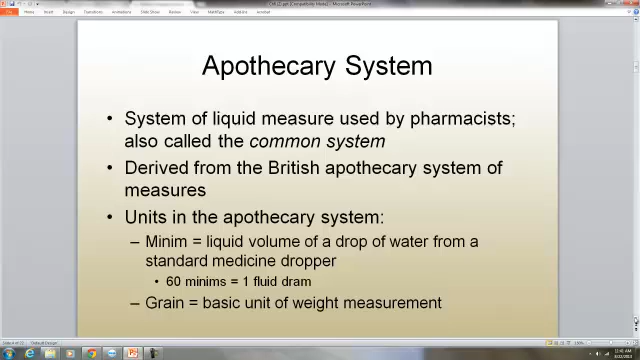 Apothecary System
• System of liquid measure used by pharmacists;
also called the common system
• Derived from the British apothecary system of
measures
• Units in the apothecary system:
– Minim = liquid volume of a drop of water from a
standard medicine dropper
• 60 minims = 1 fluid dram
– Grain = basic unit of weight measurement